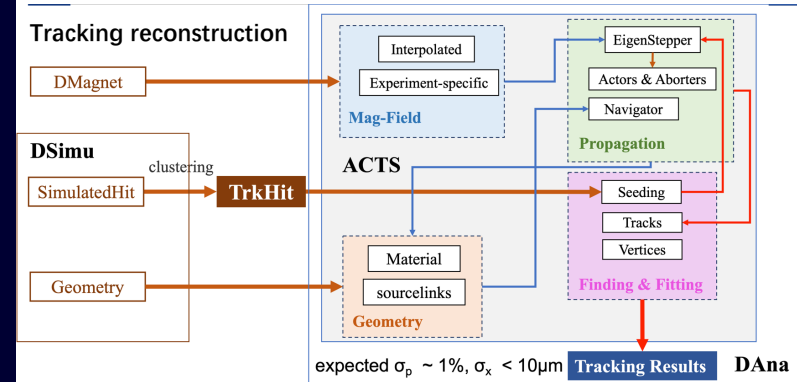 Tracking reconstruction
DMagnet
DSimu
SimulatedHit
clustering
TrkHit
Geometry
Interpolated
Experiment-specific
Mag-Field
EigenStepper
Actors & Aborters
Navigator
Propagation
ACTS
Seeding
Tracks
Vertices
Finding & Fitting
Material
sourcelinks
Geometry
expected σp ~ 1%, σx < 10μm
Tracking Results
DAna